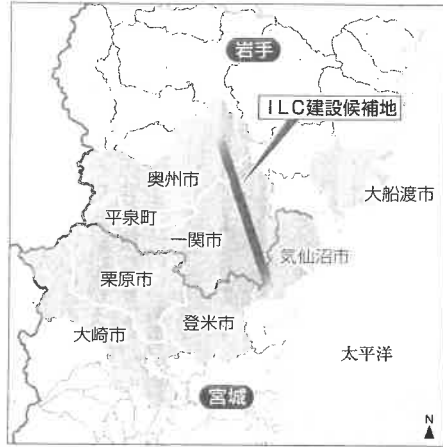 岩手
ILC建設候補地
奥州市
大船渡市
平泉町
一関市
気仙沼市
栗原市
大崎市
登米市
太平洋
宮城
N